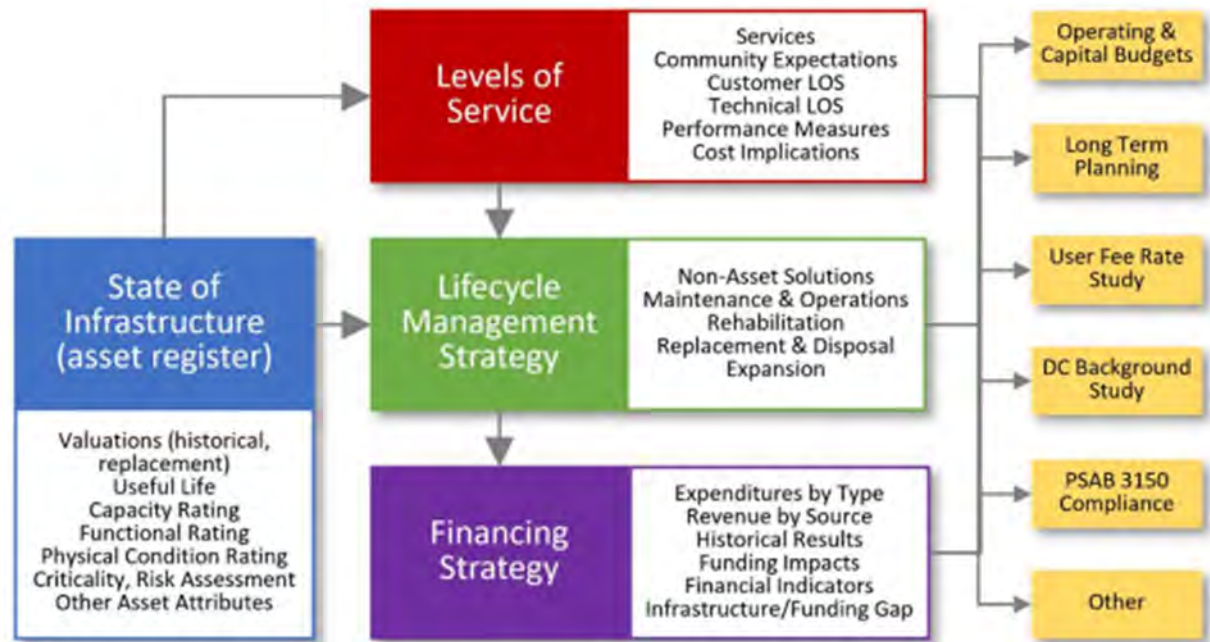 Levels of
Service
Services
Community Expectations
Customer LOS
Technical LOS
Performance Measures
Cost Implications
State of
Infrastructure
(asset register)
Valuations (historical,
replacement)
Useful Life
Capacity Rating
Functional Rating
Physical Condition Rating
Criticality, Risk Assessment
Other Asset Attributes
Lifecycle
Management
Strategy
Non-Asset Solutions
Maintenance & Operations
Rehabilitation
Replacement & Disposal
Expansion
Financing
Strategy
Expenditures by Type
Revenue by Source
Historical Results
Funding Impacts
Financial Indicators
Infrastructure/Funding Gap
Operating &
Capital Budgets
Long Term
Planning
User Fee Rate
Study
DC Background
Study
PSAB 3150
Compliance
Other